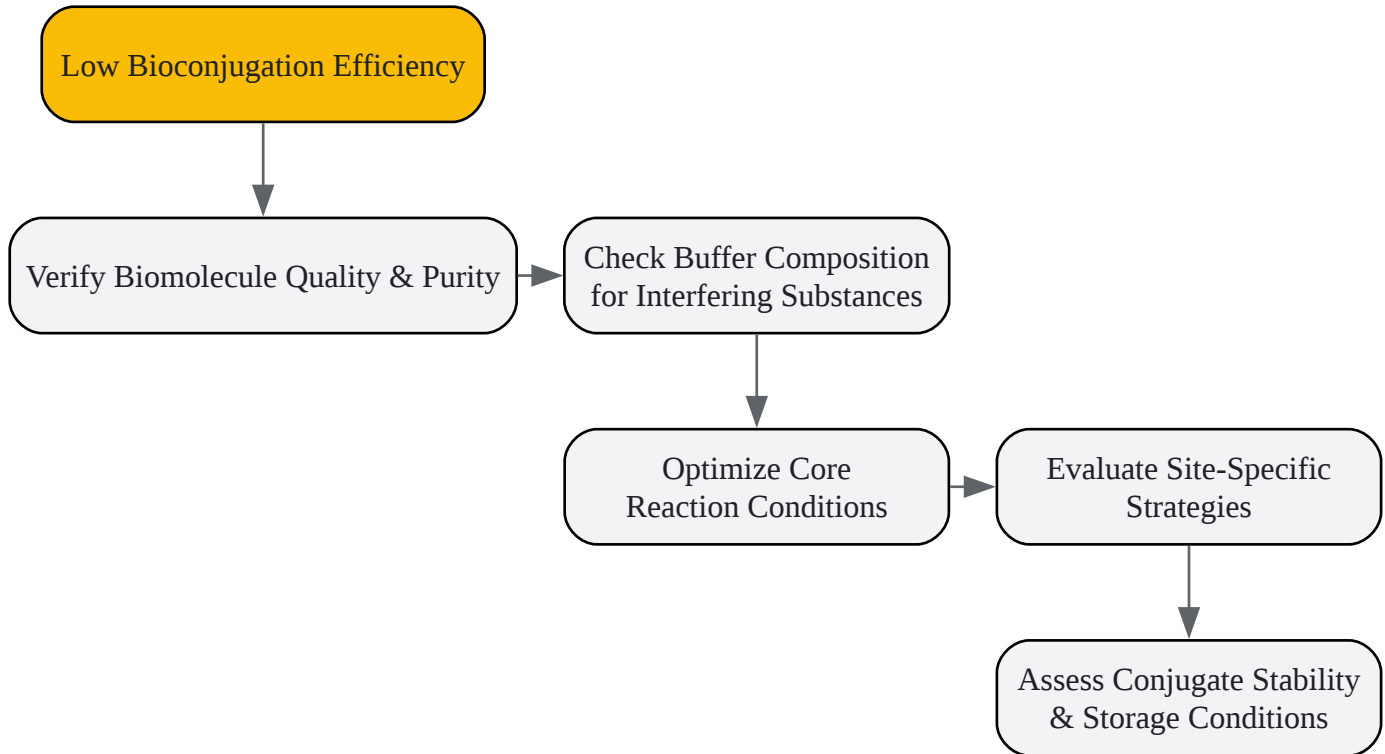 Low Bioconjugation Efficiency
Verify Biomolecule Quality & Purity
Check Buffer Composition
for Interfering Substances
Optimize Core
Reaction Conditions
Evaluate Site-Specific
Strategies
Assess Conjugate Stability
& Storage Conditions